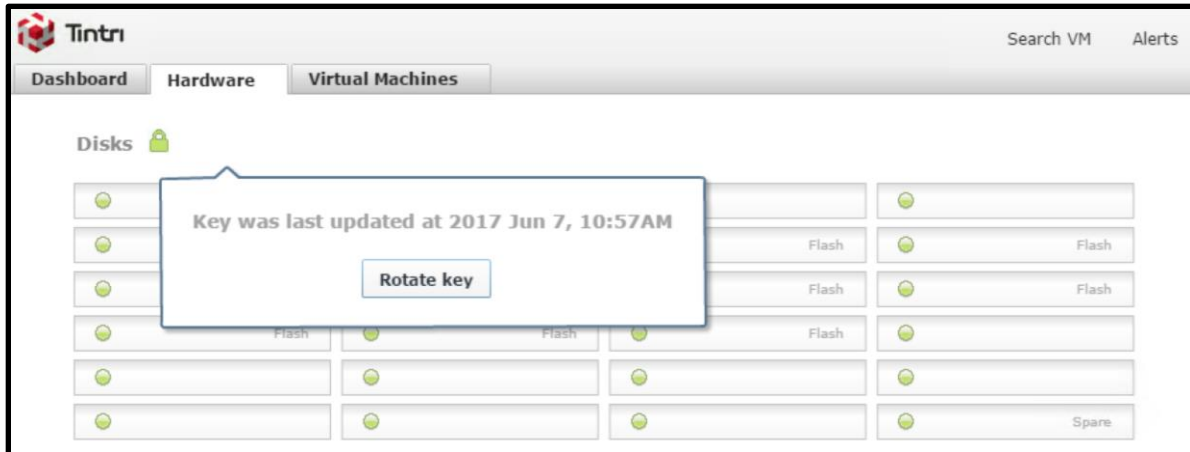 Tintri
Search VM Alerts
Dashboard Hardware Virtual Machines
Disks
Key was last updated at 2017 Jun 7, 10:57AM
Flash Flash
Rotate key
Flash Flash
Flash Flash Flash
Spare